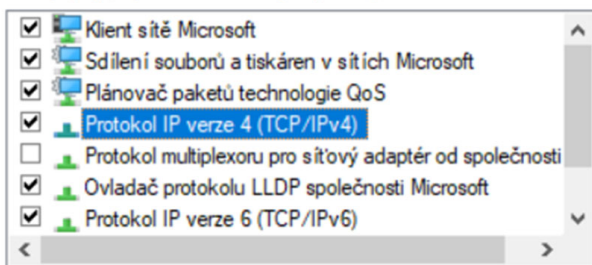 Klient sítě Microsoft
Sdílení souborů a tiskáren v sítích Microsoft
Plánovač paketů technologie QoS
Protokol IP verze 4 (TCP/IPv4)
Protokol multiplexoru pro síťový adaptér od společnosti
Ovladač protokolu LLDP společnosti Microsoft
Protokol IP verze 6 (TCP/IPv6)